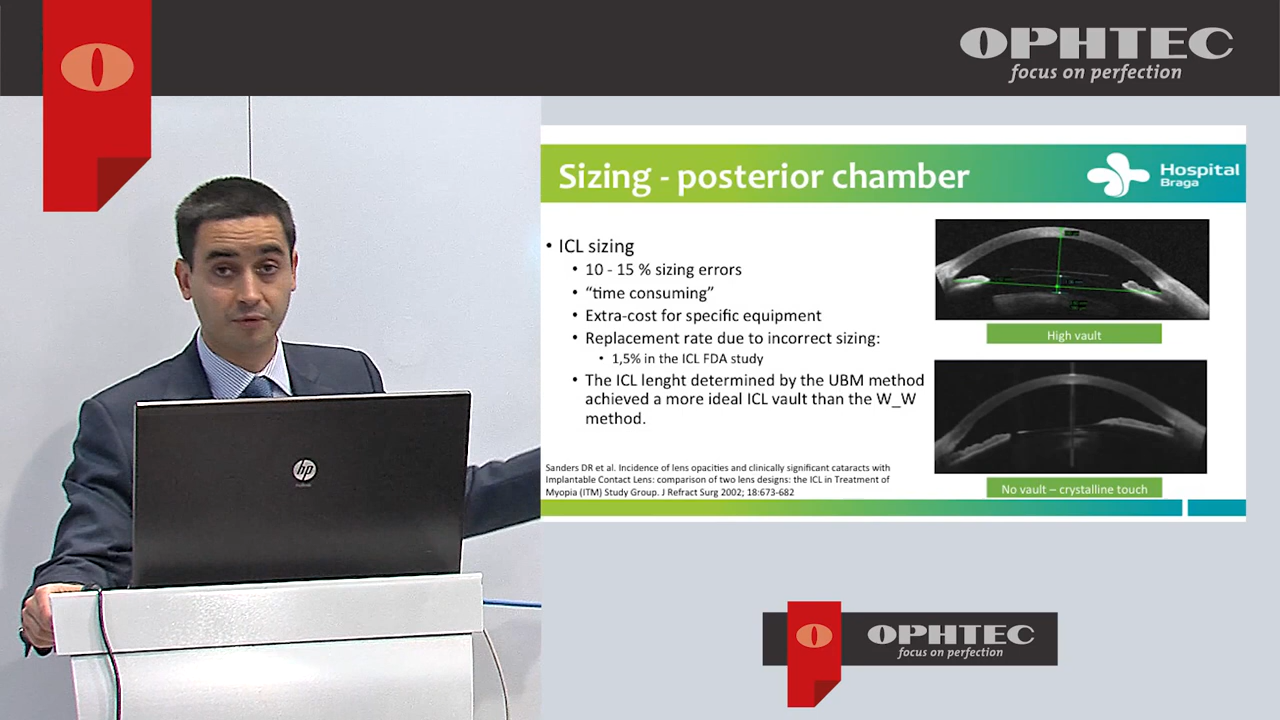 OPHTEC
focus on perfection
Sizing - posterior chamber
Hospital
Braga
• ICL sizing
• 10 - 15 % sizing errors
• “time consuming”
• Extra-cost for specific equipment
• Replacement rate due to incorrect sizing:
• 1,5% in the ICL FDA study
• The ICL lenght determined by the UBM method
achieved a more ideal ICL vault than the W_W
method.
High vault
No vault – crystalline touch
Sanders DR et al. Incidence of lens opacities and clinically significant cataracts with
Implantable Contact Lens: comparison of two lens designs: the ICL in Treatment of
Myopia (ITM) Study Group. J Refract Surg 2002; 18:673-682
hp
OPHTEC
focus on perfection